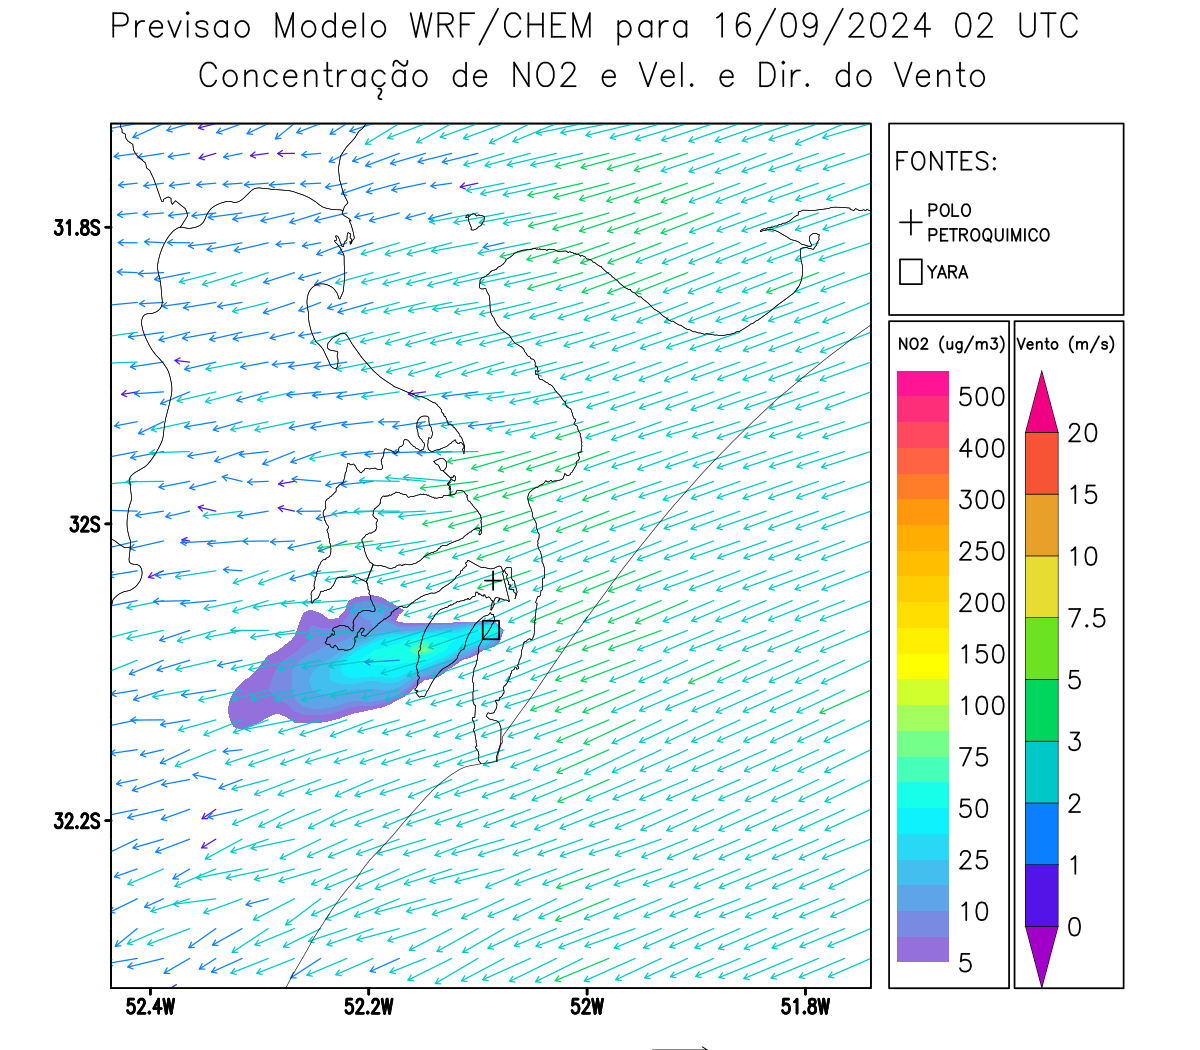 Previsao Modelo WRF/CHEM para 16/09/2024 02 UTC
Concentração de NO2 e Vel. e Dir. do Vento
FONTES:
POLO
PETROQUIMICO
YARA
31.8S
32S
32.2S
52.4W
52.2W
52W
51.8W
NO2 (ug/m3)
500
400
300
250
200
150
100
75
50
25
10
5
Vento (m/s)
20
15
10
7.5
5
3
2
1
0